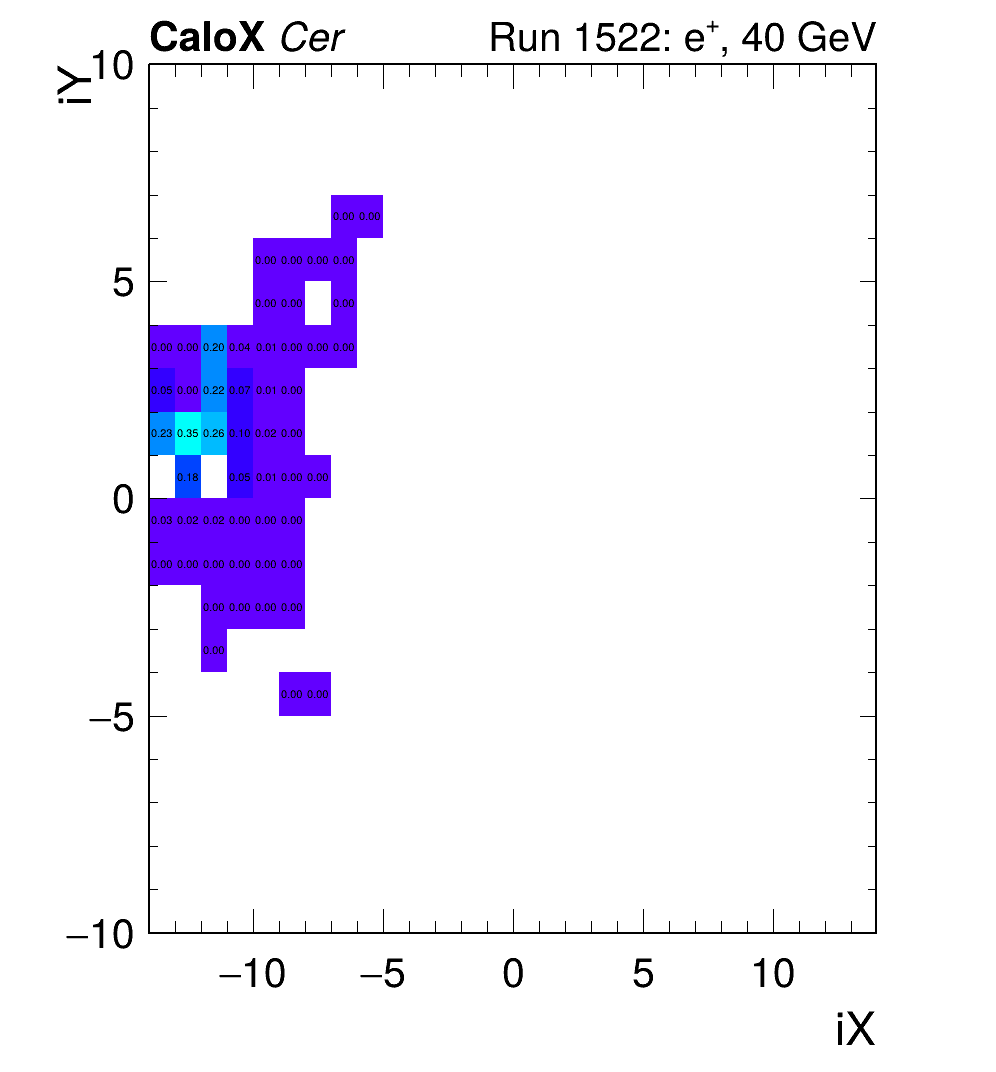 CaloX Cer Run 1522: e⁺, 40 GeV
iY
10
0.00 0.00
0.00 0.00 0.00 0.00
5
0.00 0.00 0.00
0.00 0.00 0.20 0.04 0.01 0.00 0.00 0.00
0.05 0.00 0.22 0.07 0.01 0.00
0.23 0.35 0.26 0.10 0.02 0.00
0.18 0.05 0.01 0.00 0.00
0
0.03 0.02 0.02 0.00 0.00 0.00
0.00 0.00 0.00 0.00 0.00 0.00
0.00 0.00 0.00 0.00
0.00
0.00 0.00
−5
−10
−10 −5 0 5 10
iX